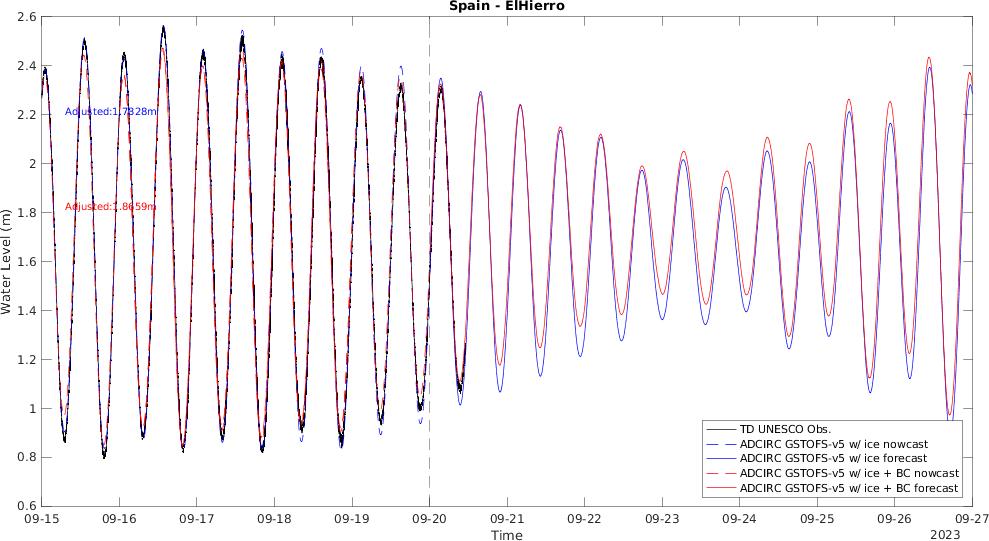 Spain - ElHierro
2.6
2.4
2.2
2
1.8
1.6
1.4
1.2
1
0.8
0.6
Water Level (m)
Adjusted:1.7828m
Adjusted:1.8659m
TD UNESCO Obs.
ADCIRC GSTOFS-v5 w/ ice nowcast
ADCIRC GSTOFS-v5 w/ ice forecast
ADCIRC GSTOFS-v5 w/ ice + BC nowcast
ADCIRC GSTOFS-v5 w/ ice + BC forecast
09-15 09-16 09-17 09-18 09-19 09-20 09-21 09-22 09-23 09-24 09-25 09-26 09-27
Time
2023